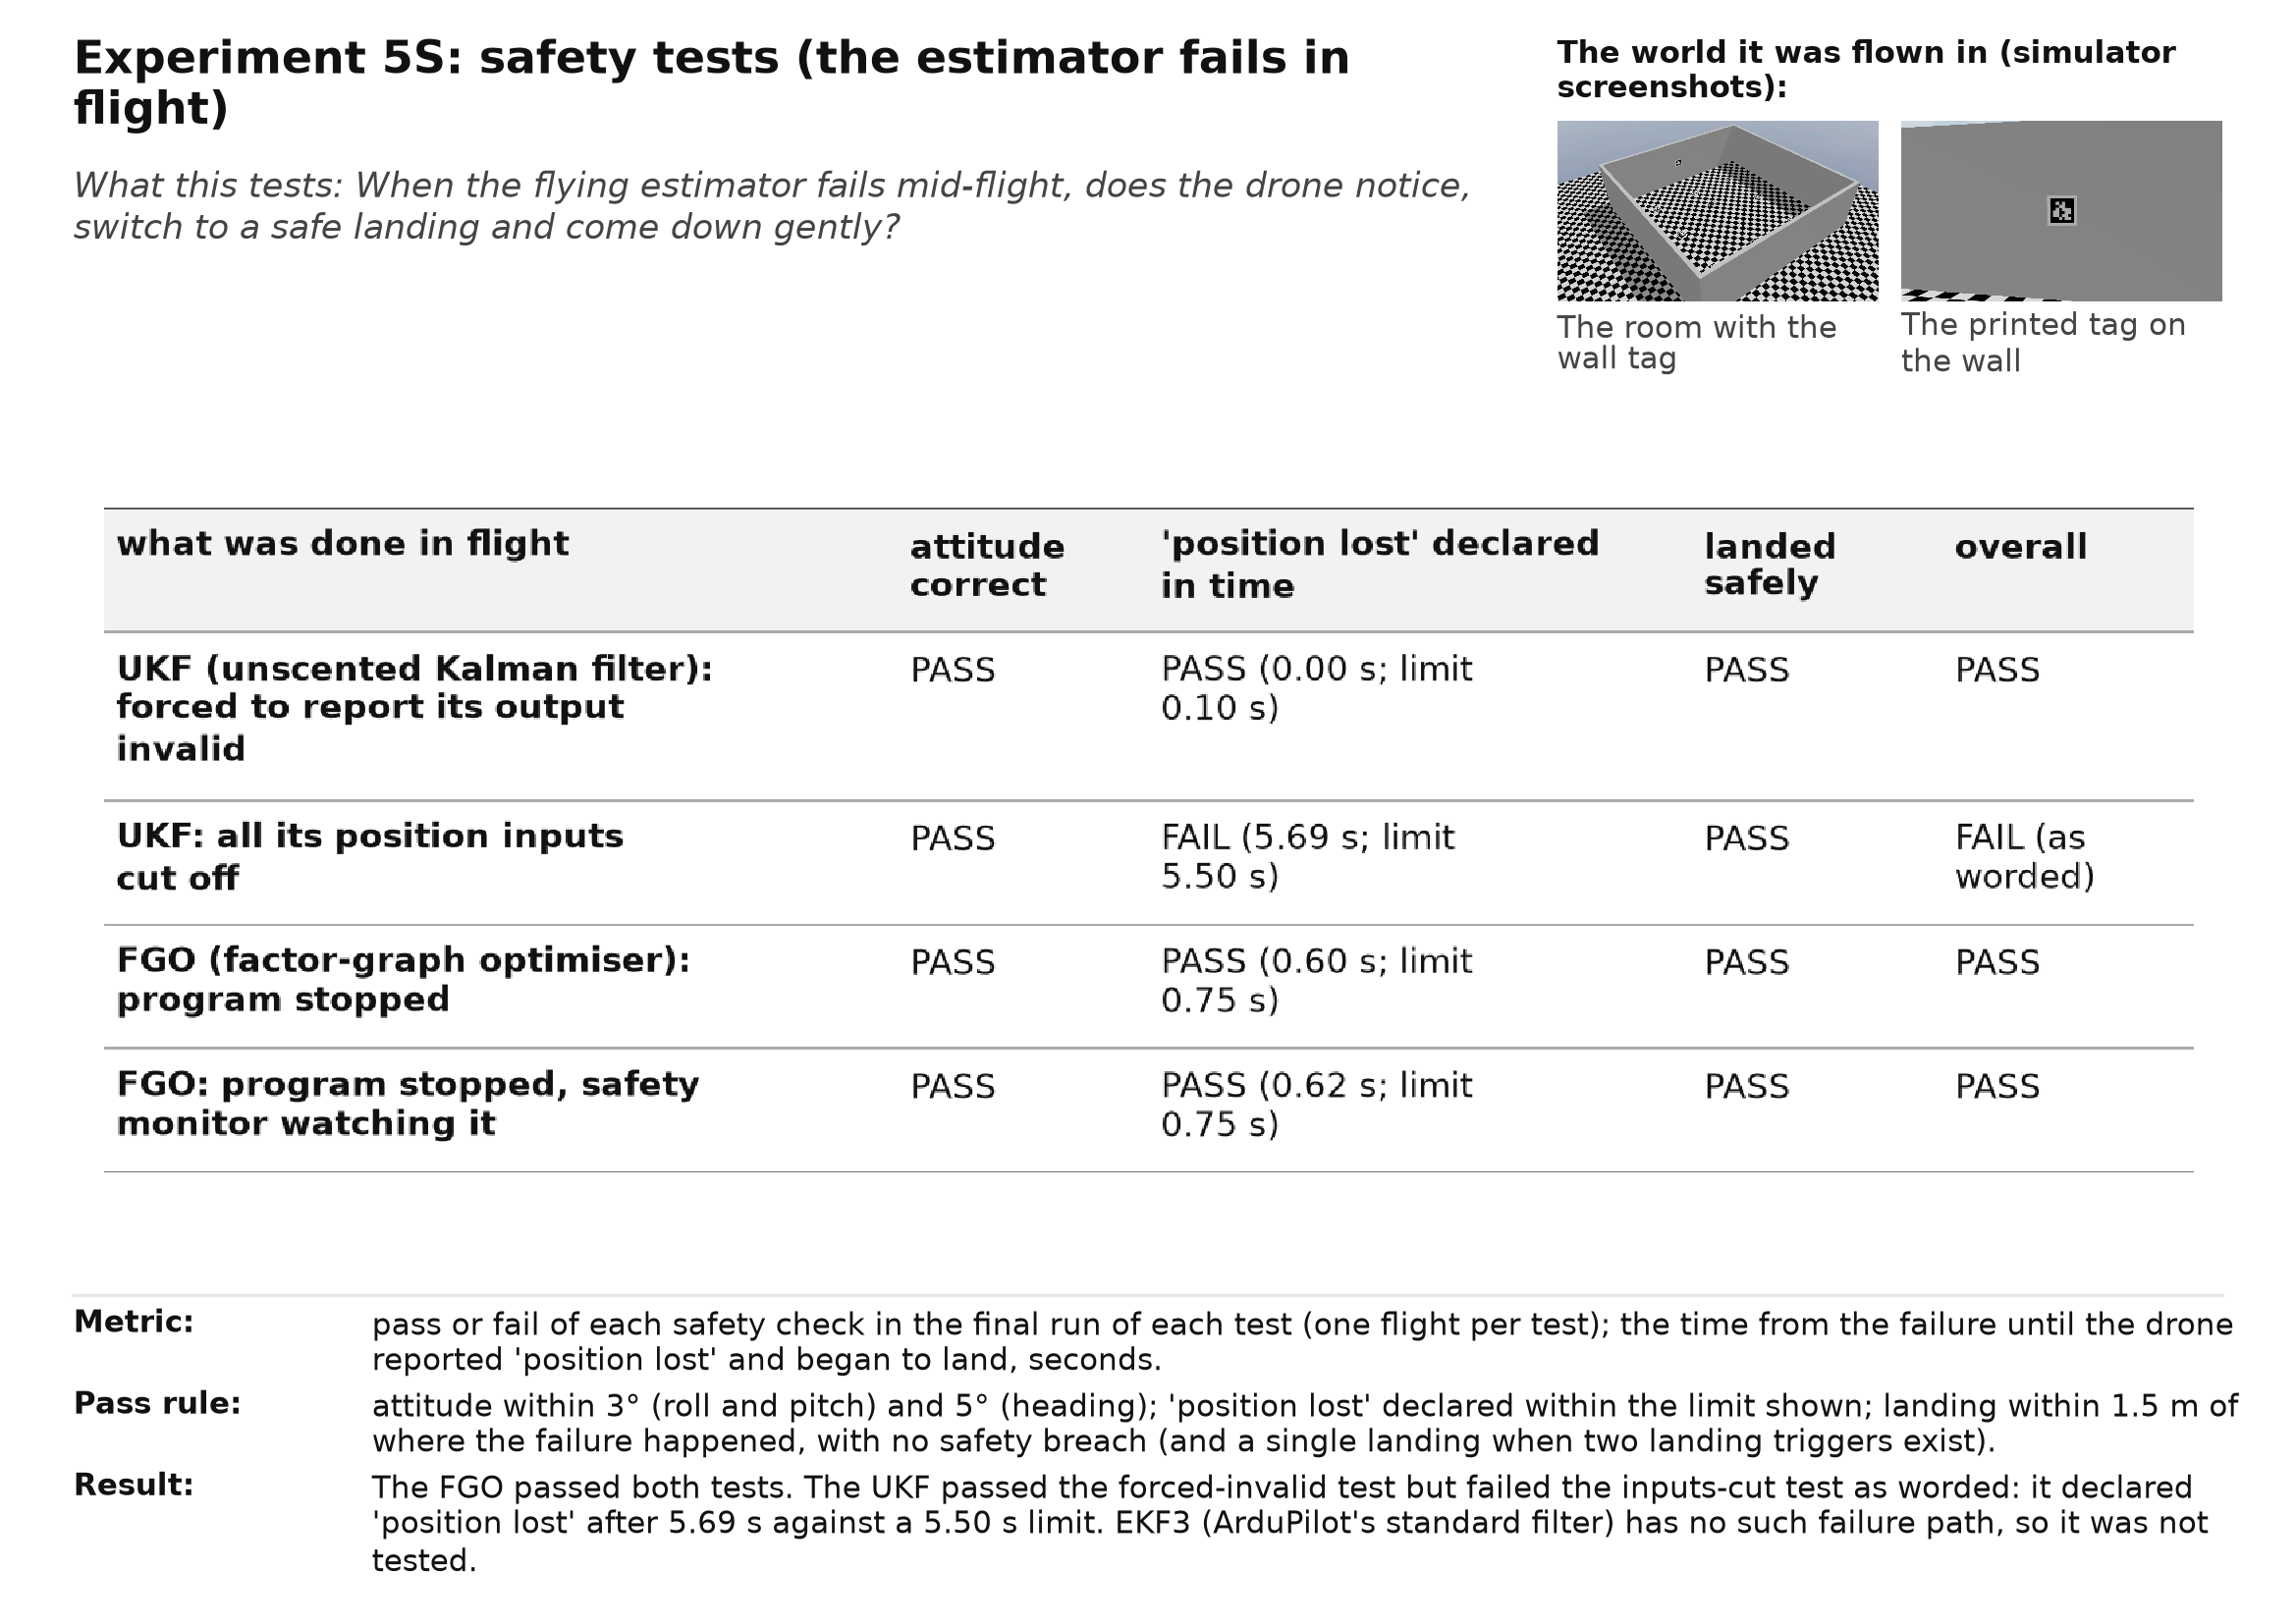 Experiment 5S: safety tests (the estimator fails in
flight)
What this tests: When the flying estimator fails mid-flight, does the drone notice,
switch to a safe landing and come down gently?
The world it was flown in (simulator
screenshots):
The room with the
wall tag
The printed tag on
the wall
what was done in flight
attitude
correct
'position lost' declared
in time
landed
safely
overall
UKF (unscented Kalman filter):
forced to report its output
invalid
PASS
PASS (0.00 s; limit
0.10 s)
PASS
PASS
UKF: all its position inputs
cut off
PASS
FAIL (5.69 s; limit
5.50 s)
PASS
FAIL (as
worded)
FGO (factor-graph optimiser):
program stopped
PASS
PASS (0.60 s; limit
0.75 s)
PASS
PASS
FGO: program stopped, safety
monitor watching it
PASS
PASS (0.62 s; limit
0.75 s)
PASS
PASS
Metric:
pass or fail of each safety check in the final run of each test (one flight per test); the time from the failure until the drone
reported 'position lost' and began to land, seconds.
Pass rule:
attitude within 3° (roll and pitch) and 5° (heading); 'position lost' declared within the limit shown; landing within 1.5 m of
where the failure happened, with no safety breach (and a single landing when two landing triggers exist).
Result:
The FGO passed both tests. The UKF passed the forced-invalid test but failed the inputs-cut test as worded: it declared
'position lost' after 5.69 s against a 5.50 s limit. EKF3 (ArduPilot's standard filter) has no such failure path, so it was not
tested.